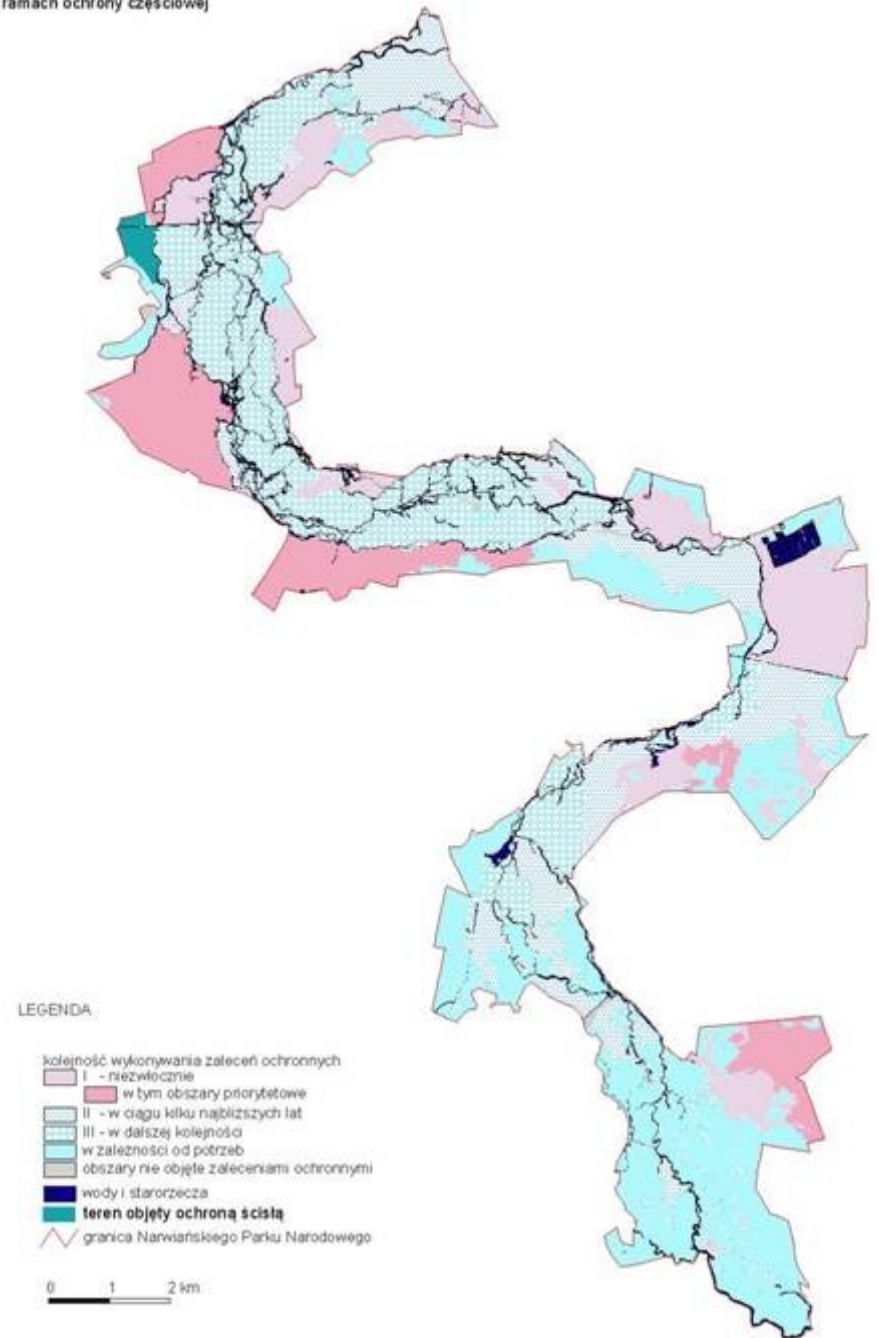 ramach ochrony częściowej
LEGENDA
kolejność wykonywania zaleceń ochronnych
I - niezwłocznie
w tym obszary priorytetowe
II - w ciągu kilku najbliższych lat
III - w dalszej kolejności
w zależności od potrzeb
obszary nie objęte zaleceniami ochronnymi
wody i starorzecza
teren objęty ochroną ścisłą
granica Narwiańskiego Parku Narodowego
0 1 2 km